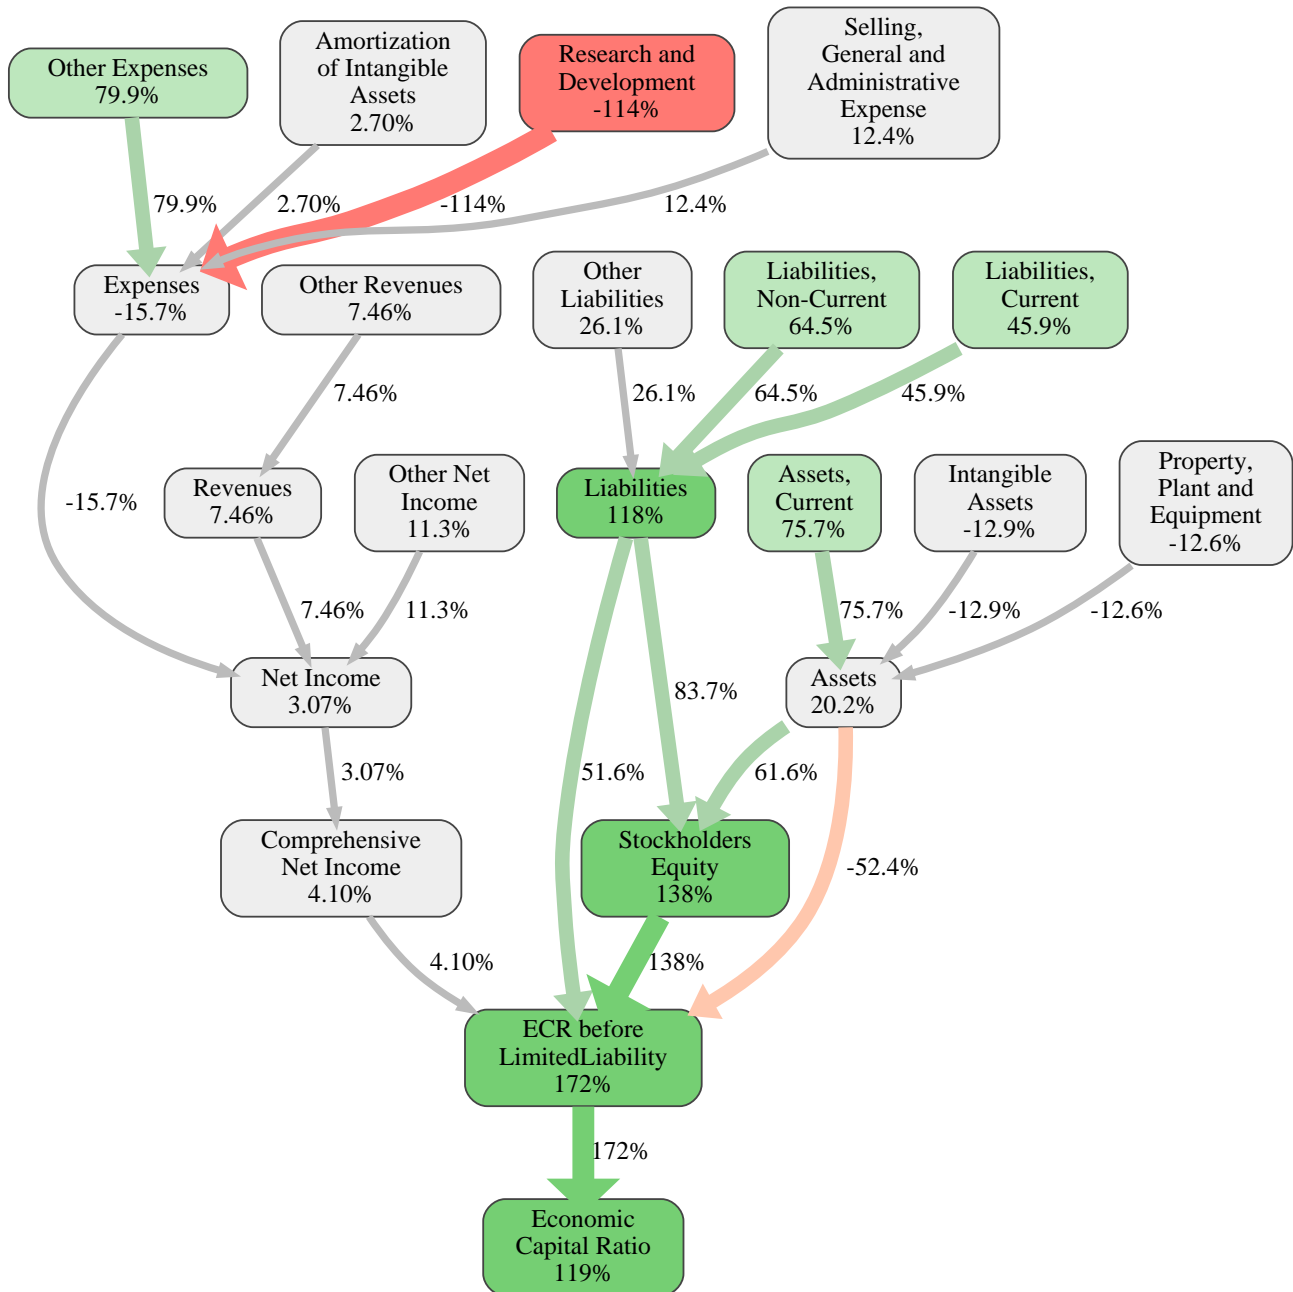 Other Expenses
79.9%
Amortization
of Intangible
Assets
2.70%
Research and
Development
-114%
Selling,
General and
Administrative
Expense
12.4%
79.9%
2.70%
-114%
12.4%
Expenses
-15.7%
Other Revenues
7.46%
Other
Liabilities
26.1%
Liabilities,
Non-Current
64.5%
Liabilities,
Current
45.9%
7.46%
26.1%
64.5%
45.9%
-15.7%
Revenues
7.46%
Other Net
Income
11.3%
Liabilities
118%
Assets,
Current
75.7%
Intangible
Assets
-12.9%
Property,
Plant and
Equipment
-12.6%
7.46%
11.3%
75.7%
-12.9%
-12.6%
Net Income
3.07%
83.7%
Assets
20.2%
3.07%
51.6%
61.6%
Comprehensive
Net Income
4.10%
Stockholders
Equity
138%
-52.4%
4.10%
138%
ECR before
LimitedLiability
172%
172%
Economic
Capital Ratio
119%